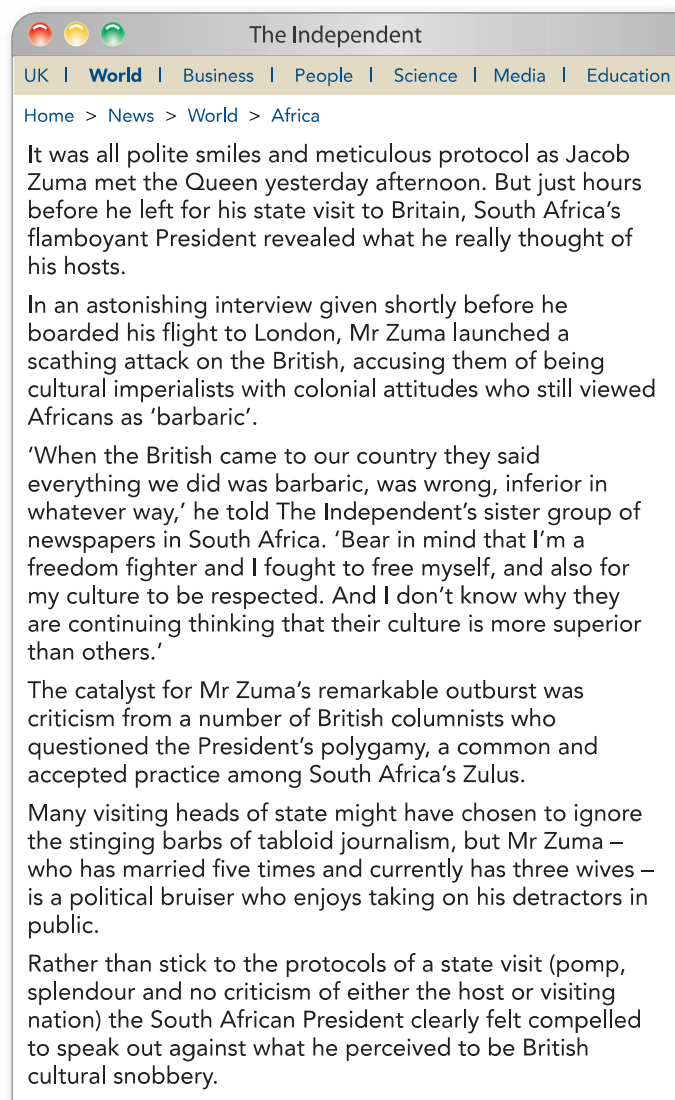 The Independent
UK | World | Business | People | Science | Media | Education
Home > News > World > Africa
It was all polite smiles and meticulous protocol as Jacob
Zuma met the Queen yesterday afternoon. But just hours
before he left for his state visit to Britain, South Africa’s
flamboyant President revealed what he really thought of
his hosts.
In an astonishing interview given shortly before he
boarded his flight to London, Mr Zuma launched a
scathing attack on the British, accusing them of being
cultural imperialists with colonial attitudes who still viewed
Africans as ‘barbaric’.
‘When the British came to our country they said
everything we did was barbaric, was wrong, inferior in
whatever way,’ he told The Independent’s sister group of
newspapers in South Africa. ‘Bear in mind that I’m a
freedom fighter and I fought to free myself, and also for
my culture to be respected. And I don’t know why they
are continuing thinking that their culture is more superior
than others.’
The catalyst for Mr Zuma’s remarkable outburst was
criticism from a number of British columnists who
questioned the President’s polygamy, a common and
accepted practice among South Africa’s Zulus.
Many visiting heads of state might have chosen to ignore
the stinging barbs of tabloid journalism, but Mr Zuma –
who has married five times and currently has three wives –
is a political bruiser who enjoys taking on his detractors in
public.
Rather than stick to the protocols of a state visit (pomp,
splendour and no criticism of either the host or visiting
nation) the South African President clearly felt compelled
to speak out against what he perceived to be British
cultural snobbery.